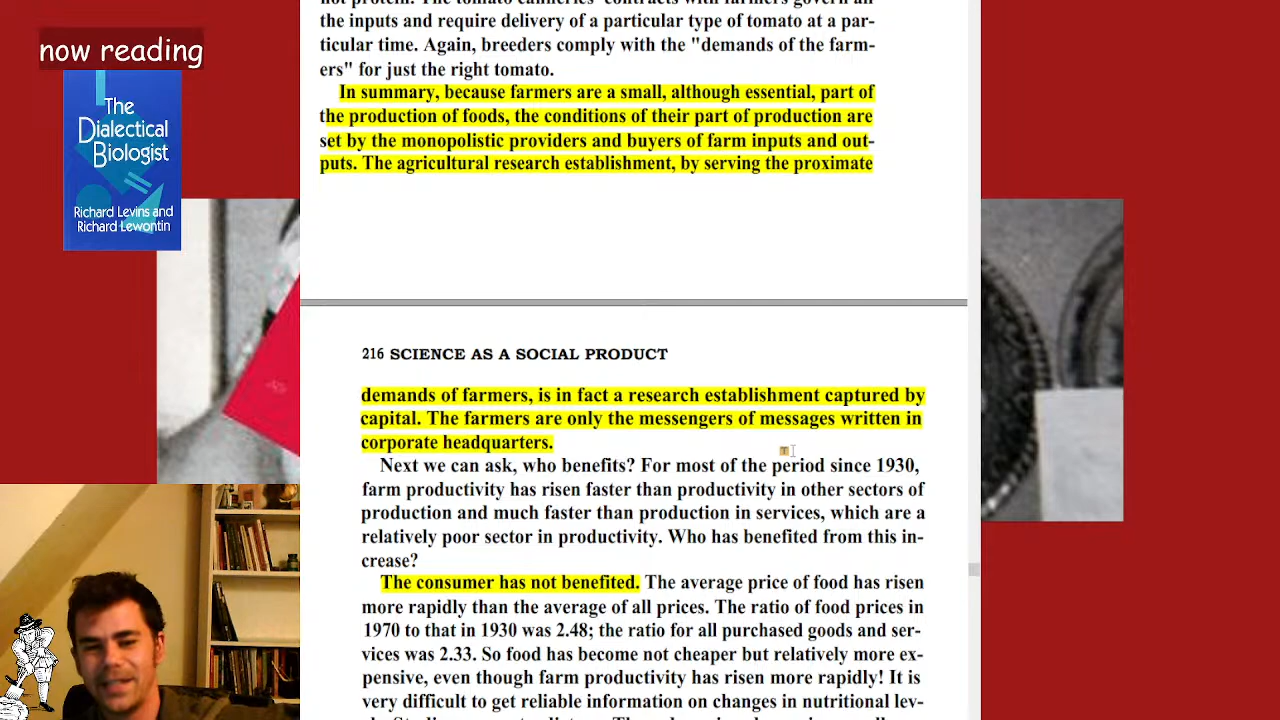 now reading
The
Dialectical
Biologist
Richard Levins and
Richard Lewontin
the inputs and require delivery of a particular type of tomato at a par-
ticular time. Again, breeders comply with the "demands of the farm-
ers" for just the right tomato.
In summary, because farmers are a small, although essential, part of
the production of foods, the conditions of their part of production are
set by the monopolistic providers and buyers of farm inputs and out-
puts. The agricultural research establishment, by serving the proximate
216 SCIENCE AS A SOCIAL PRODUCT
demands of farmers, is in fact a research establishment captured by
capital. The farmers are only the messengers of messages written in
corporate headquarters.
Next we can ask, who benefits? For most of the period since 1930,
farm productivity has risen faster than productivity in other sectors of
production and much faster than production in services, which are a
relatively poor sector in productivity. Who has benefited from this in-
crease?
The consumer has not benefited. The average price of food has risen
more rapidly than the average of all prices. The ratio of food prices in
1970 to that in 1930 was 2.48; the ratio for all purchased goods and ser-
vices was 2.33. So food has become not cheaper but relatively more ex-
pensive, even though farm productivity has risen more rapidly! It is
very difficult to get reliable information on changes in nutritional lev-